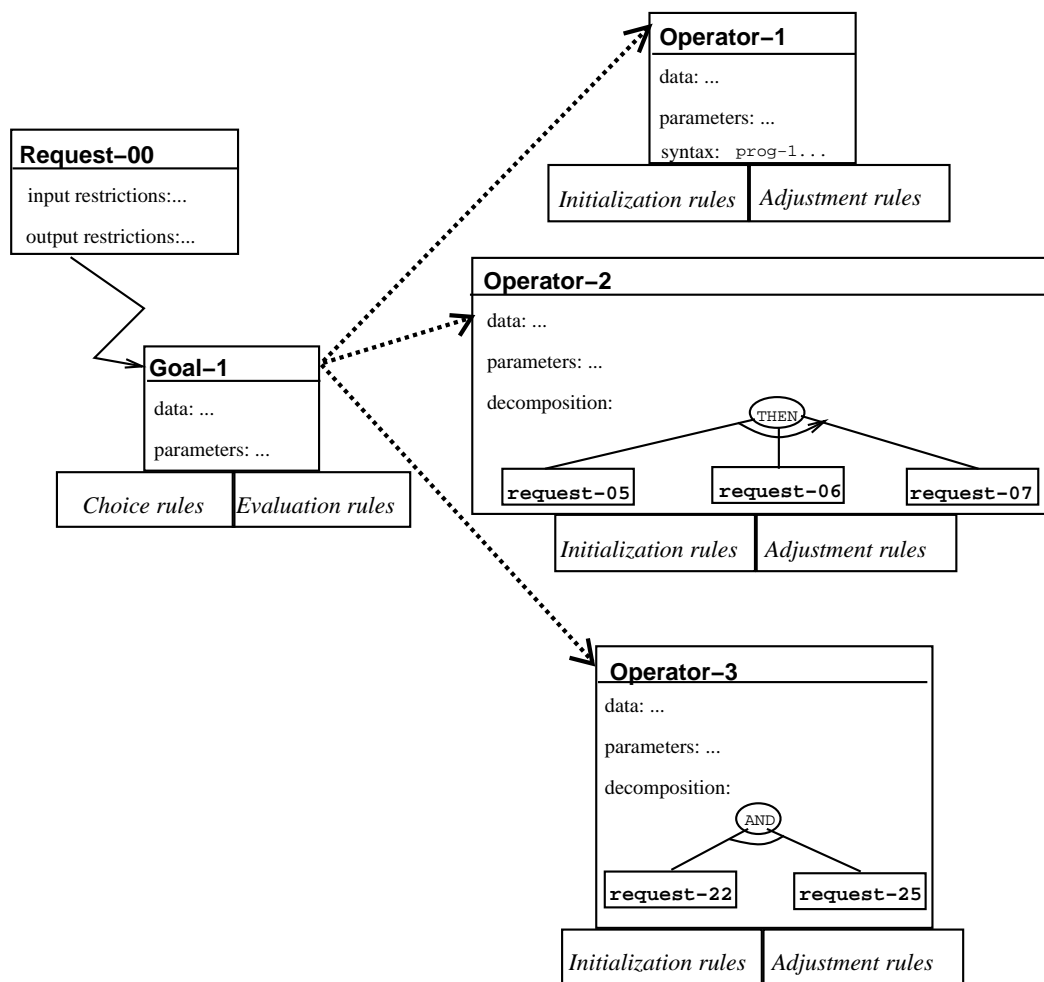 Request–00
input restrictions:...
output restrictions:...
Goal–1
data: ...
parameters: ...
Choice rules
Evaluation rules
Operator–1
data: ...
parameters: ...
syntax: prog-1...
Initialization rules
Adjustment rules
Operator–2
data: ...
parameters: ...
decomposition:
THEN
request-05
request-06
request-07
Initialization rules
Adjustment rules
Operator–3
data: ...
parameters: ...
decomposition:
AND
request-22
request-25
Initialization rules
Adjustment rules